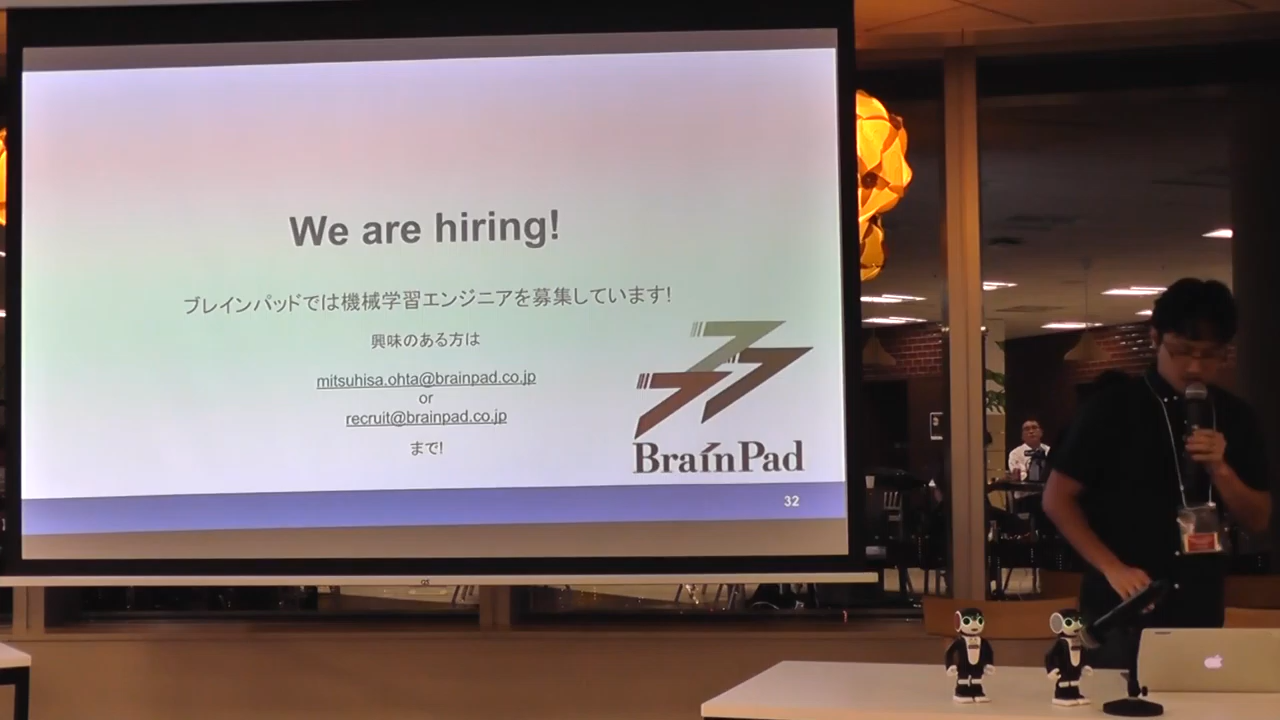 We are hiring!
ブレインパッドでは機械学習エンジニアを募集しています!
興味のある方は
mitsuhisa.ohta@brainpad.co.jp
or
recruit@brainpad.co.jp
まで!
BrainPad
32